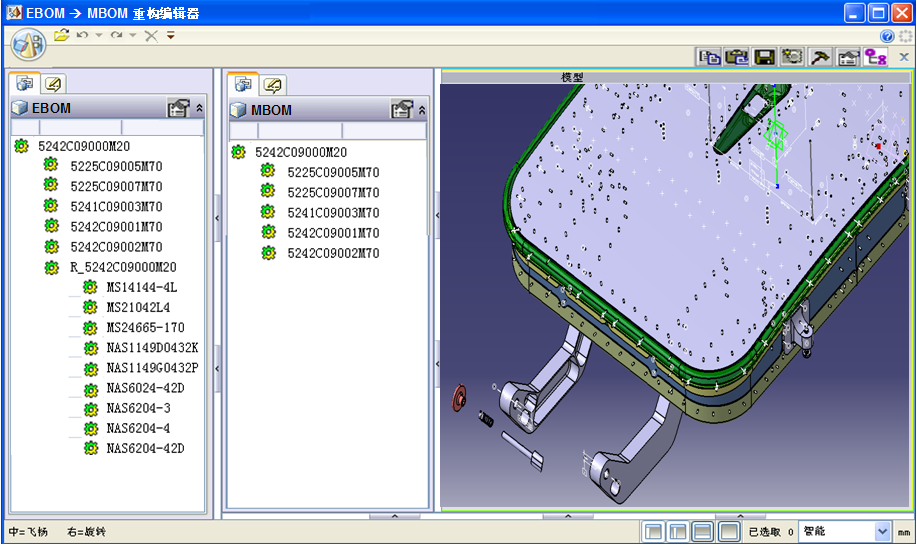 EBOM → MBOM 重构编辑器
模型
EBOM
5242C09000M20
5225C09005M70
5225C09007M70
5241C09003M70
5242C09001M70
5242C09002M70
R_5242C09000M20
MS14144-4L
MS21042L4
MS24665-170
NAS1149D0432K
NAS1149G0432P
NAS6024-42D
NAS6204-3
NAS6204-4
NAS6204-42D
MBOM
5242C09000M20
5225C09005M70
5225C09007M70
5241C09003M70
5242C09001M70
5242C09002M70
中=飞杨 右=旋转
已选取 0 智能 mm